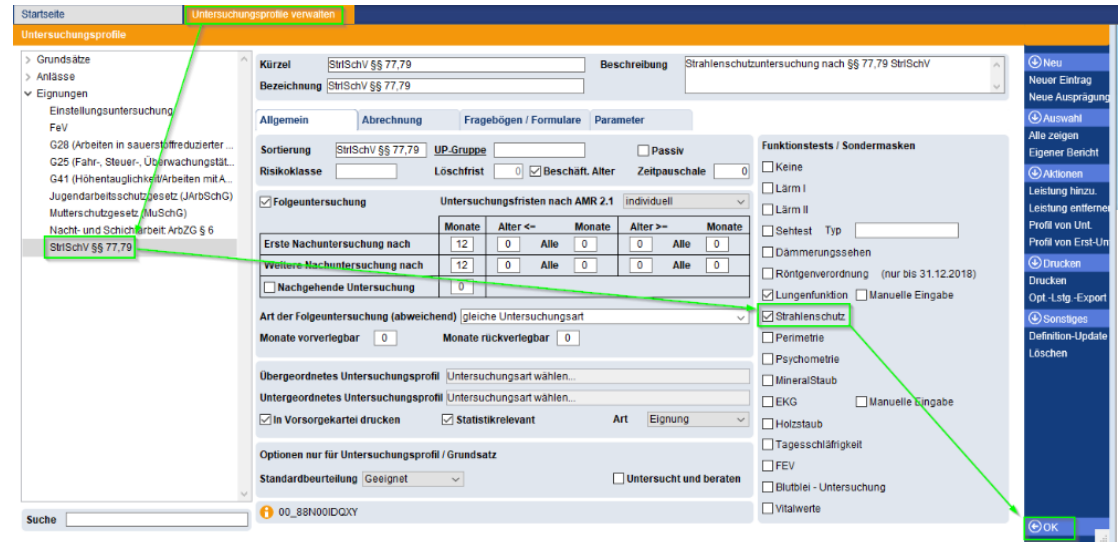 Startseite
Untersuchungsprofile verwalten
Untersuchungsprofile
Grundsätze
Anlässe
Eignungen
Einstellungsuntersuchung
FeV
G28 (Arbeiten in sauerstoffreduzierter ...
G25 (Fahr-, Steuer-, Überwachungstät...
G41 (Höhentauglichkeit/Arbeiten mit A...
Jugendarbeitsschutzgesetz (JArbSchG)
Mutterschutzgesetz (MuSchG)
Nacht- und Schichtarbeit: ArbZG § 6
StrlSchV §§ 77,79
Suche
Kürzel StrlSchV §§ 77,79
Beschreibung Strahlenschutzuntersuchung nach §§ 77,79 StrlSchV
Bezeichnung StrlSchV §§ 77,79
Allgemein Abrechnung Fragebögen / Formulare Parameter
Sortierung StrlSchV §§ 77,79 UP-Gruppe Passiv
Risikoklasse Löschfrist 0 Beschäft. Alter Zeitpauschale 0
Folgeuntersuchung Untersuchungsfristen nach AMR 2.1 individuell
Monate Alter <= Monate Alter >= Monate
Erste Nachuntersuchung nach 12 0 Alle 0 0 Alle 0
Weitere Nachuntersuchung nach 12 0 Alle 0 0 Alle 0
Nachgehende Untersuchung 0
Art der Folgeuntersuchung (abweichend) gleiche Untersuchungsart
Monate vorverlegbar 0 Monate rückverlegbar 0
Übergeordnetes Untersuchungsprofil Untersuchungsart wählen...
Untergeordnetes Untersuchungsprofil Untersuchungsart wählen...
In Vorsorgekartei drucken Statistikrelevant Art Eignung
Optionen nur für Untersuchungsprofil / Grundsatz
Standardbeurteilung Geeignet Untersucht und beraten
00_88N00IDQXY
Funktionstests / Sondermasken
Keine
Lärm I
Lärm II
Sehtest Typ
Dämmerungssehen
Röntgenverordnung (nur bis 31.12.2018)
Lungenfunktion Manuelle Eingabe
Strahlenschutz
Perimetrie
Psychometrie
MineralStaub
EKG Manuelle Eingabe
Holzstaub
Tagesschläfrigkeit
FEV
Blutblei - Untersuchung
Vitalwerte
Neu
Neuer Eintrag
Neue Ausprägung
Auswahl
Alle zeigen
Eigener Bericht
Aktionen
Leistung hinzu.
Leistung entfernen
Profil von Unt.
Profil von Erst-Un
Drucken
Drucken
Opt.-Lstg.-Export
Sonstiges
Definition-Update
Löschen
OK